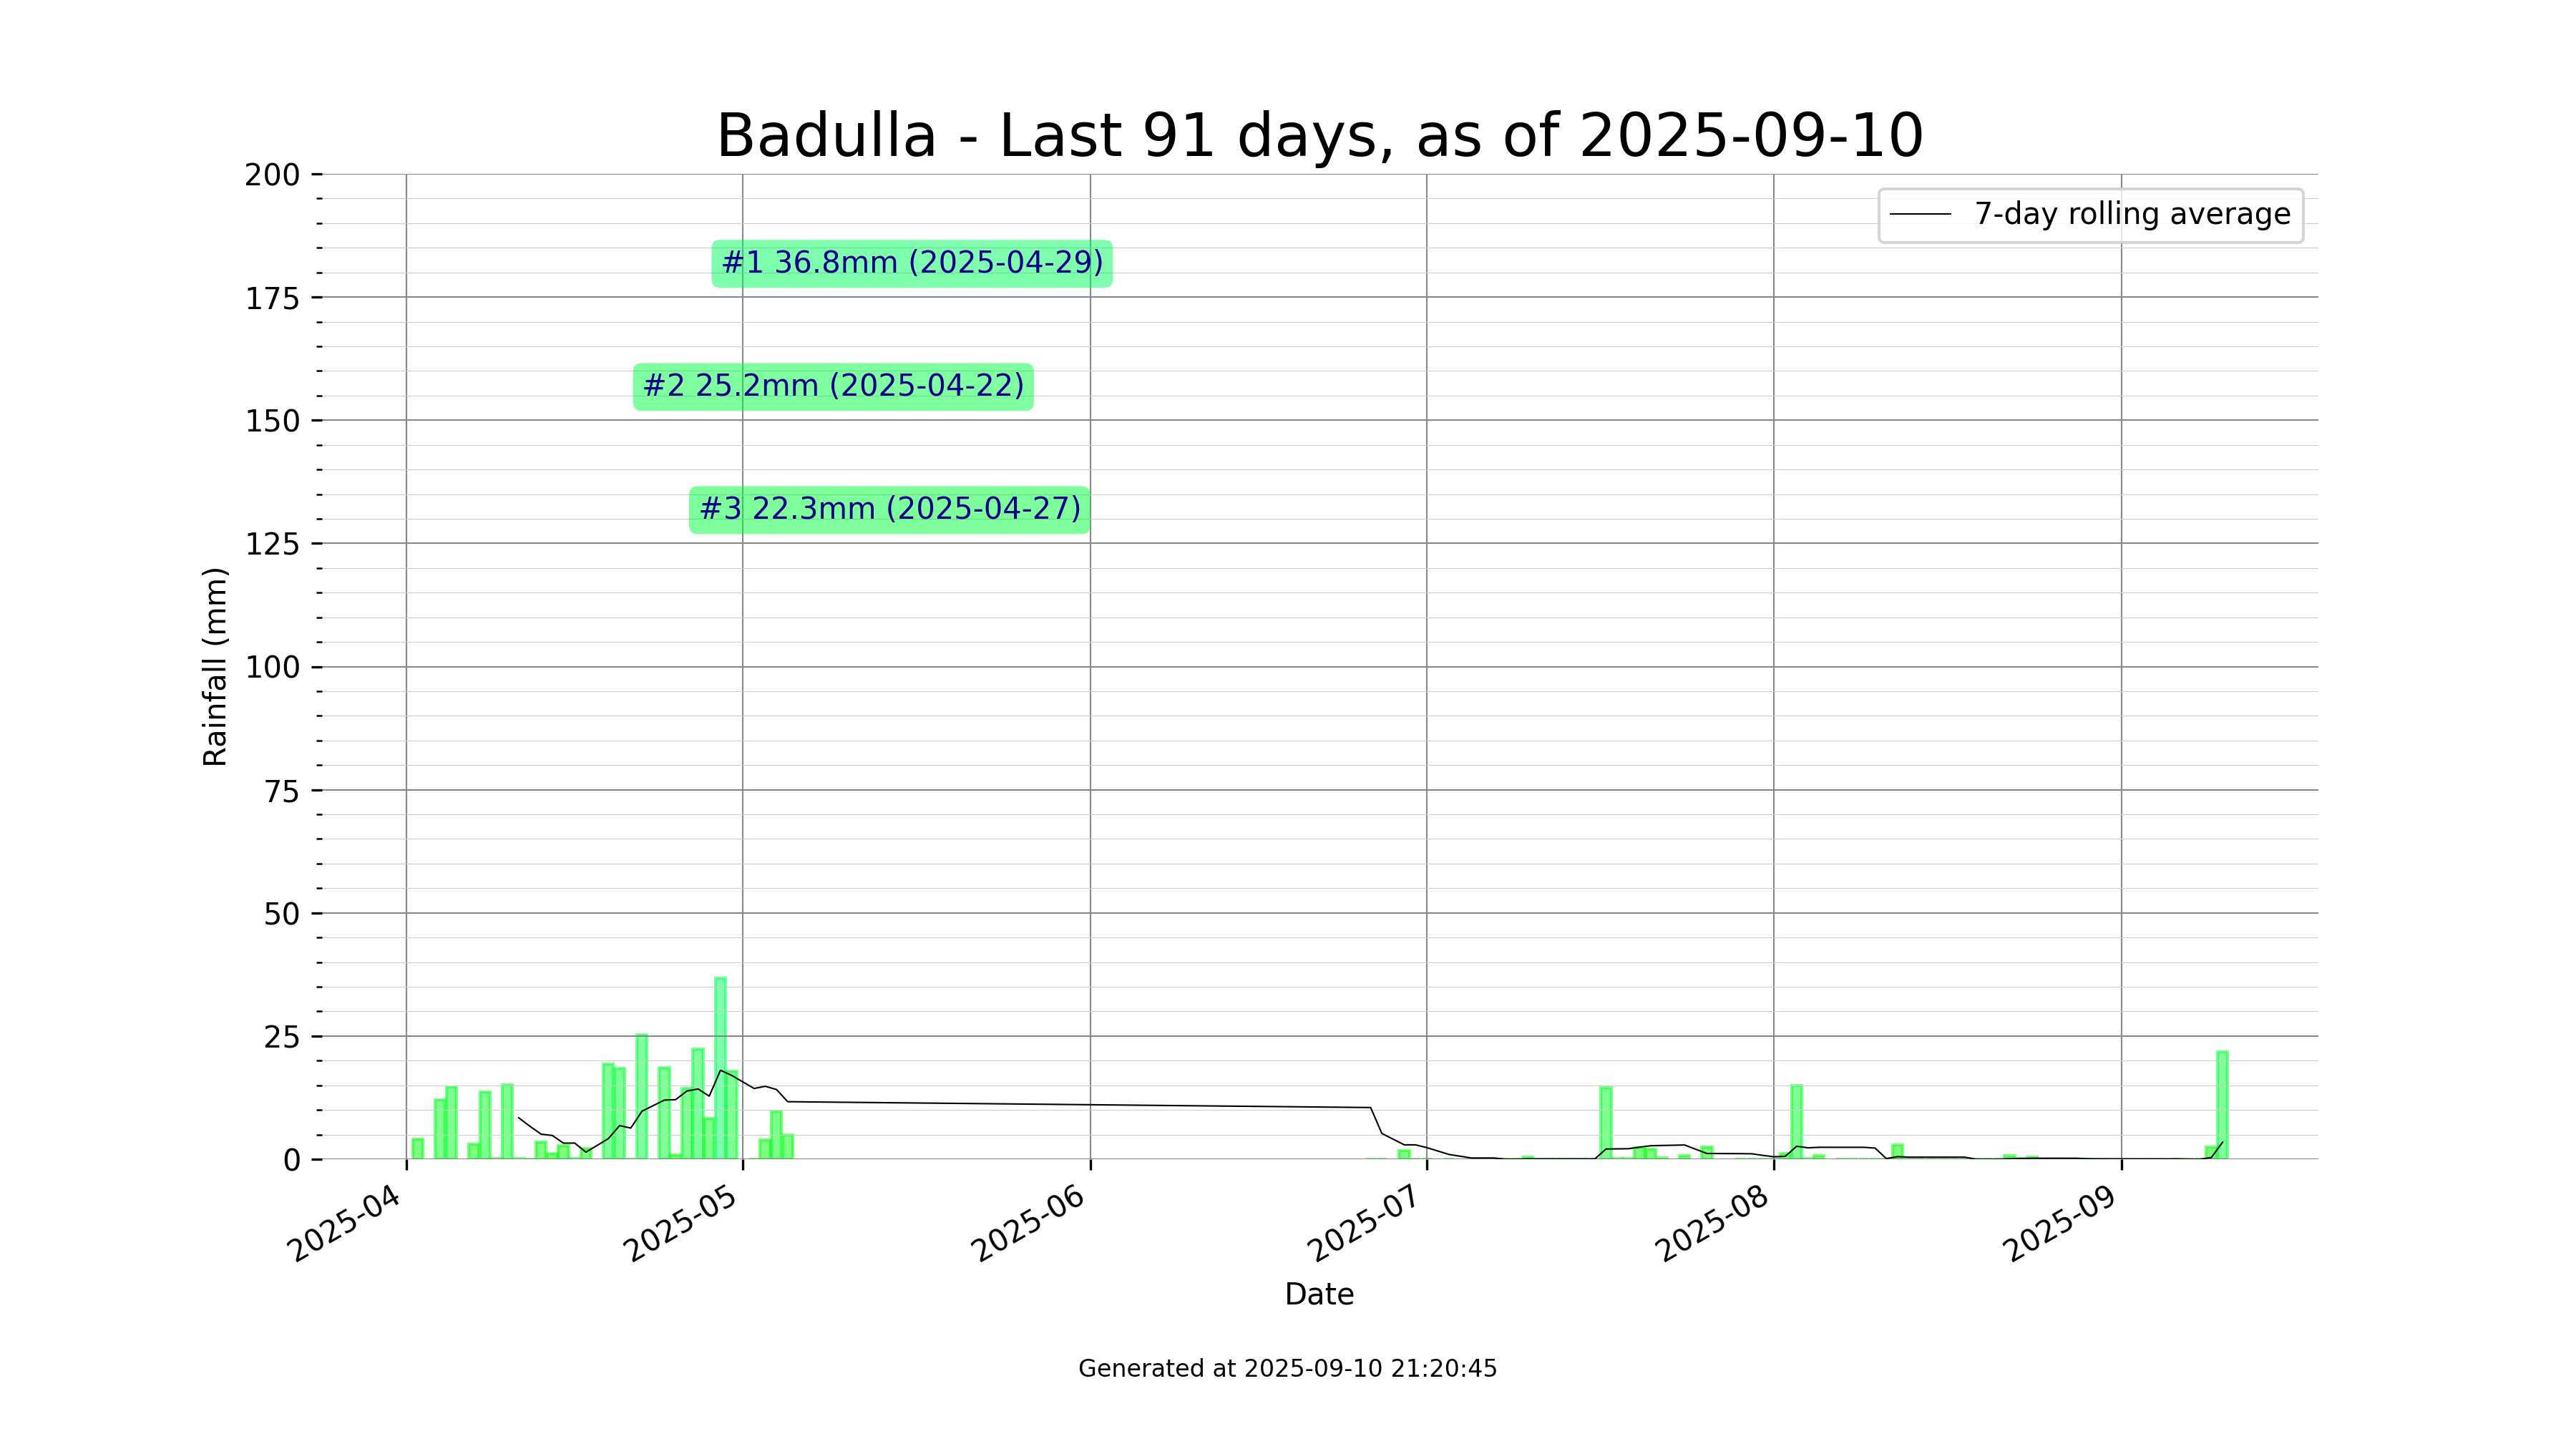 Badulla - Last 91 days, as of 2025-09-10
200
175
150
125
100
75
50
25
0
Rainfall (mm)
7-day rolling average
#1 36.8mm (2025-04-29)
#2 25.2mm (2025-04-22)
#3 22.3mm (2025-04-27)
2025-04
2025-05
2025-06
2025-07
2025-08
2025-09
Date
Generated at 2025-09-10 21:20:45